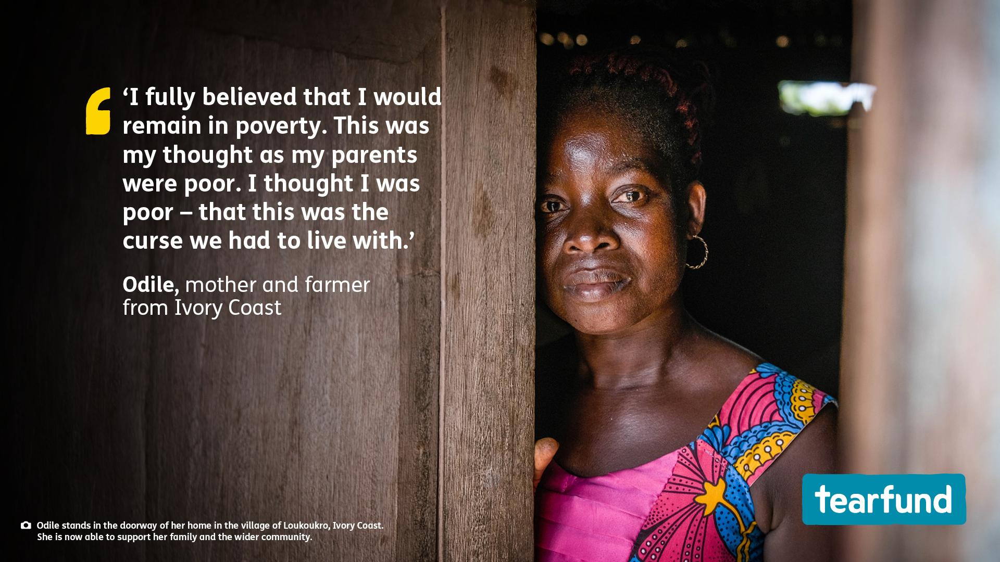 ‘I fully believed that I would
remain in poverty. This was
my thought as my parents
were poor. I thought I was
poor – that this was the
curse we had to live with.’
Odile, mother and farmer
from Ivory Coast
Odile stands in the doorway of her home in the village of Loukoukro, Ivory Coast.
She is now able to support her family and the wider community.
tearfund